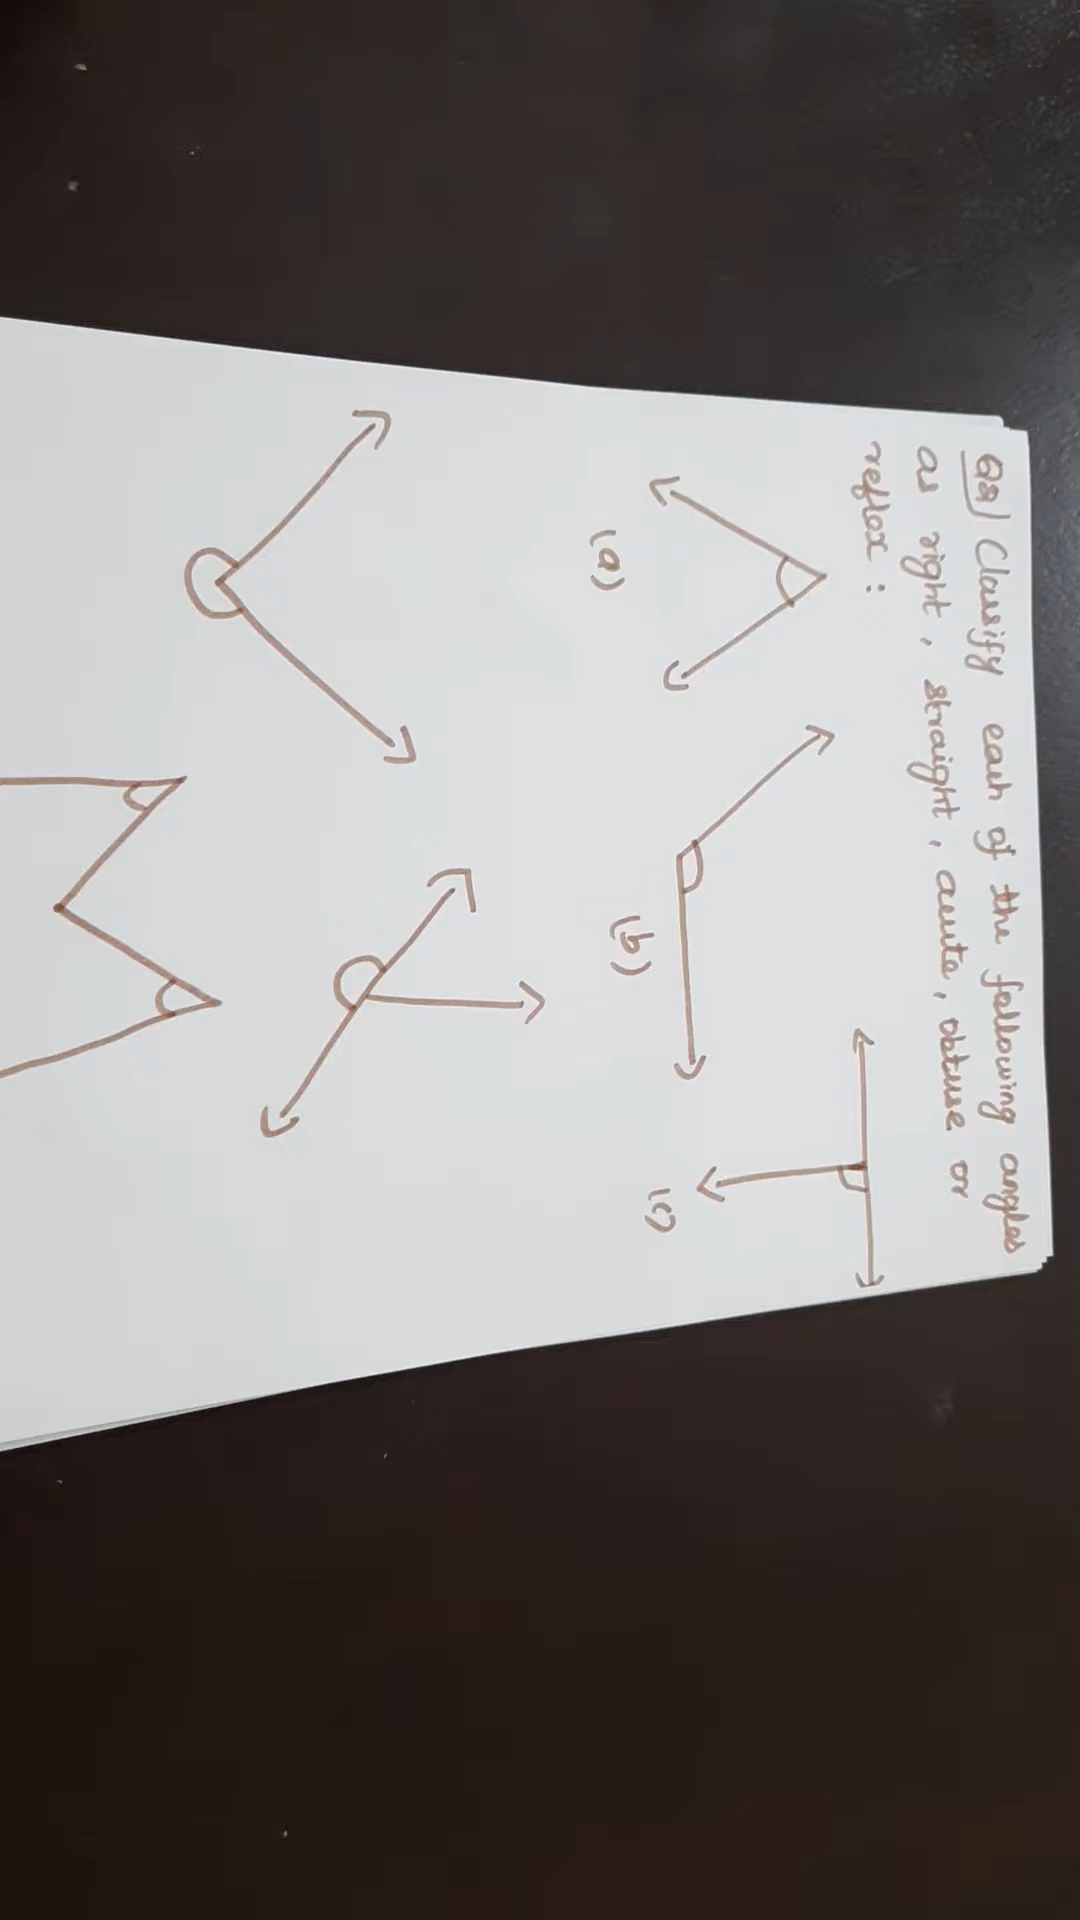 Q8/ Classify each of the following angles
as right, straight, acute, obtuse or
reflex :
(a) (b) (c)